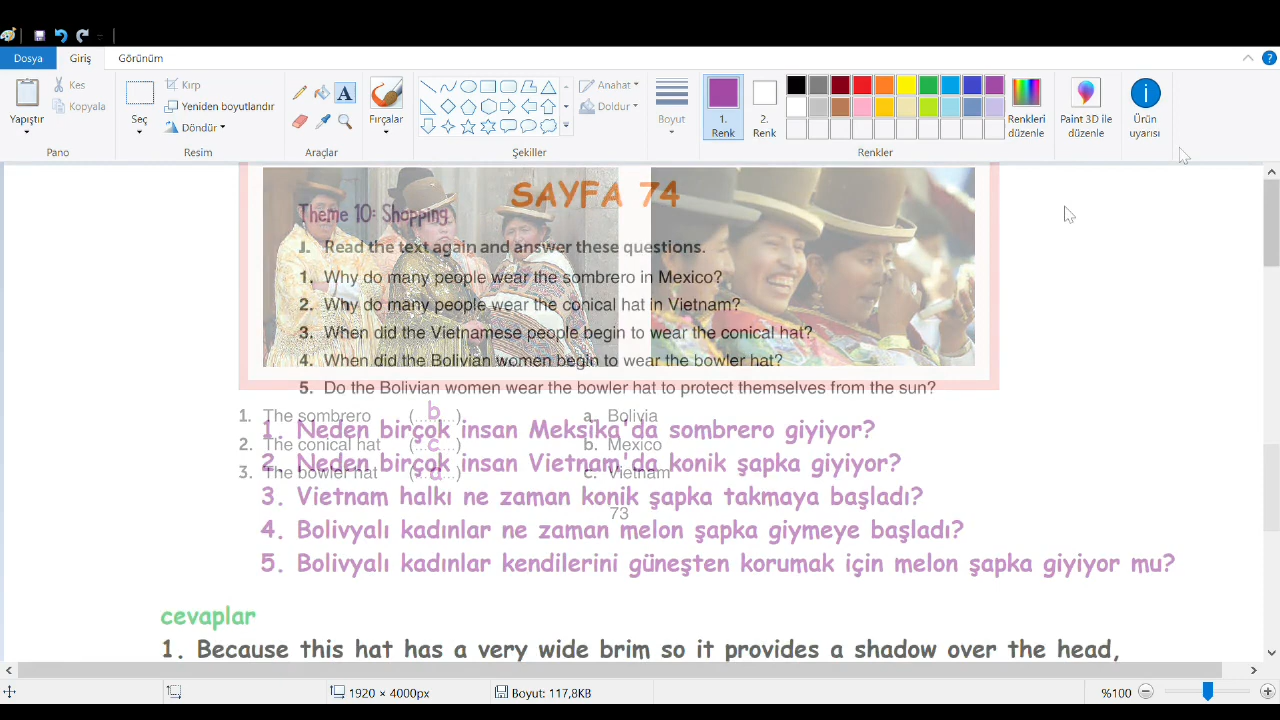 Dosya Giriş Görünüm
Yapıştır
Kes
Kopyala
Pano
Seç
Kırp
Yeniden boyutlandır
Döndür
Resim
A
Araçlar
Fırçalar
Şekiller
Anahat
Doldur
Boyut
1. Renk
2. Renk
Renkler
Renkleri düzenle
Paint 3D ile düzenle
Ürün uyarısı
SAYFA 74
Theme 10: Shopping
J. Read the text again and answer these questions.
1. Why do many people wear the sombrero in Mexico?
2. Why do many people wear the conical hat in Vietnam?
3. When did the Vietnamese people begin to wear the conical hat?
4. When did the Bolivian women begin to wear the bowler hat?
5. Do the Bolivian women wear the bowler hat to protect themselves from the sun?
1. The sombrero (...b...) a. Bolivia
1. Neden birçok insan Meksika'da sombrero giyiyor?
2. The conical hat (...c...) b. Mexico
2. Neden birçok insan Vietnam'da konik şapka giyiyor?
3. The bowler hat (...a...) c. Vietnam
3. Vietnam halkı ne zaman konik şapka takmaya başladı?
73
4. Bolivyalı kadınlar ne zaman melon şapka giymeye başladı?
5. Bolivyalı kadınlar kendilerini güneşten korumak için melon şapka giyiyor mu?
cevaplar
1. Because this hat has a very wide brim so it provides a shadow over the head,
1920 × 4000px
Boyut: 117,8KB
%100